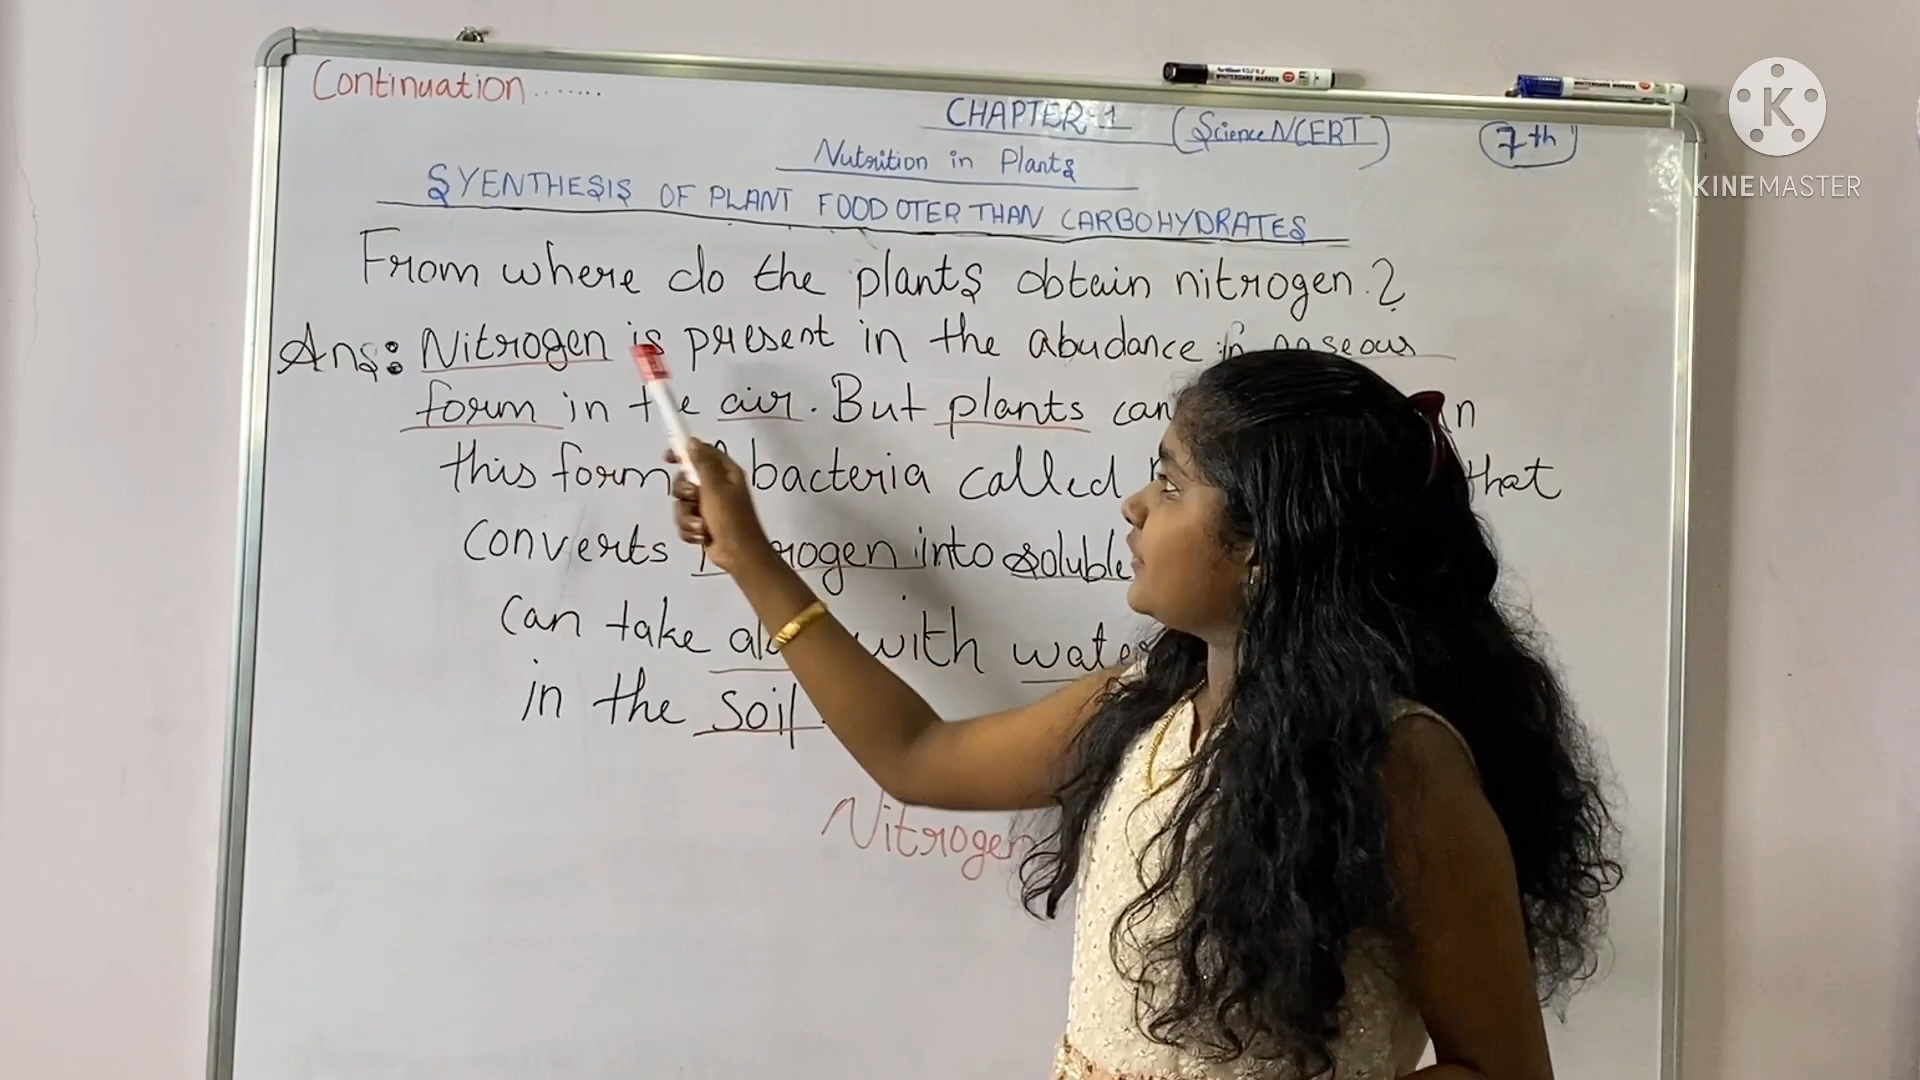 Continuation.......
CHAPTER-1 (Science NCERT) 7th
Nutrition in Plants
SYENTHESIS OF PLANT FOOD OTER THAN CARBOHYDRATES
From where do the plants obtain nitrogen.?
Ans: Nitrogen is present in the abudance in gaseous
form in the air. But plants can
this form bacteria called that
converts into soluble
can take with water
in the soil.
Nitrogen
K
KINEMASTER